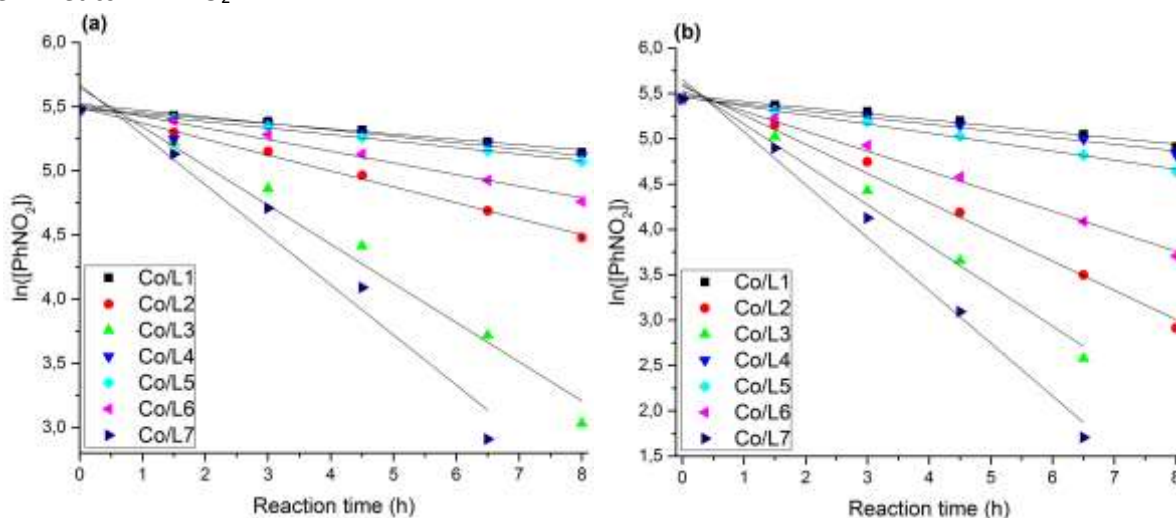 (a)
6,0
5,5
5,0
4,5
4,0
3,5
3,0
ln([PhNO₂])
Co/L1
Co/L2
Co/L3
Co/L4
Co/L5
Co/L6
Co/L7
0 1 2 3 4 5 6 7 8
Reaction time (h)
(b)
6,0
5,5
5,0
4,5
4,0
3,5
3,0
2,5
2,0
1,5
ln([PhNO₂])
Co/L1
Co/L2
Co/L3
Co/L4
Co/L5
Co/L6
Co/L7
0 1 2 3 4 5 6 7 8
Reaction time (h)